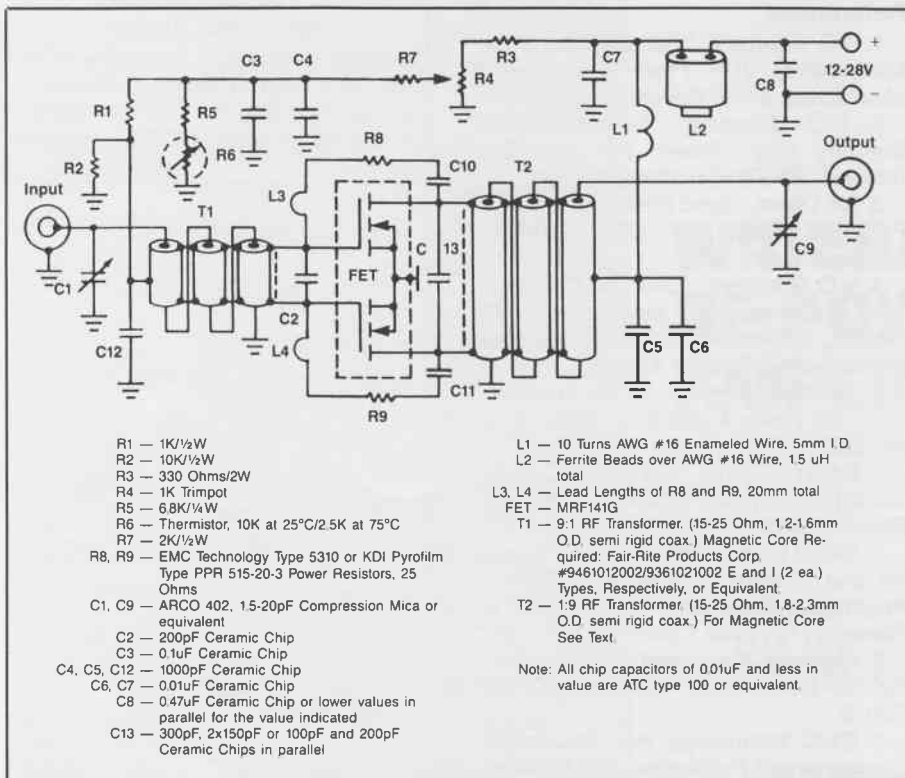 C3
C4
R7
R3
R4
C7
C8
+
12-28V
−
L2
L1
R1
R5
R6
R2
R8
C10
T2
Output
Input
L3
T1
C
13
FET
C9
C1
C2
L4
C12
C11
C5
C6
R9
R1 — 1K/½W
R2 — 10K/½W
R3 — 330 Ohms/2W
R4 — 1K Trimpot
R5 — 6.8K/¼W
R6 — Thermistor, 10K at 25°C/2.5K at 75°C
R7 — 2K/½W
R8, R9 — EMC Technology Type 5310 or KDI Pyrofilm
Type PPR 515-20-3 Power Resistors, 25
Ohms
C1, C9 — ARCO 402, 1.5-20pF Compression Mica or
equivalent
C2 — 200pF Ceramic Chip
C3 — 0.1uF Ceramic Chip
C4, C5, C12 — 1000pF Ceramic Chip
C6, C7 — 0.01uF Ceramic Chip
C8 — 0.47uF Ceramic Chip or lower values in
parallel for the value indicated
C13 — 300pF, 2x150pF or 100pF and 200pF
Ceramic Chips in parallel
L1 — 10 Turns AWG #16 Enameled Wire, 5mm I.D.
L2 — Ferrite Beads over AWG #16 Wire, 1.5 uH
total
L3, L4 — Lead Lengths of R8 and R9, 20mm total
FET — MRF141G
T1 — 9:1 RF Transformer. (15-25 Ohm, 1.2-1.6mm
O.D. semi rigid coax.) Magnetic Core Re-
quired: Fair-Rite Products Corp.
#9461012002/9361021002 E and I (2 ea.)
Types, Respectively, or Equivalent.
T2 — 1:9 RF Transformer. (15-25 Ohm, 1.8-2.3mm
O.D. semi rigid coax.) For Magnetic Core
See Text.
Note: All chip capacitors of 0.01uF and less in
value are ATC type 100 or equivalent.